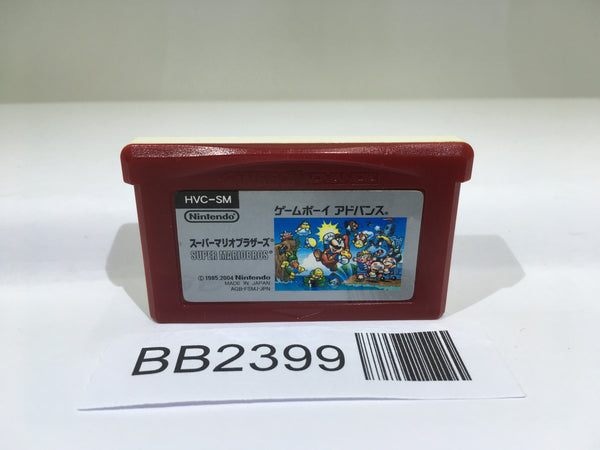 HVC-SM
Nintendo
ゲームボーイ アドバンス®
スーパーマリオブラザーズ®
SUPER MARIOBROS®
© 1985,2004 Nintendo
MADE IN JAPAN
AGB-FSMJ-JPN
BB2399